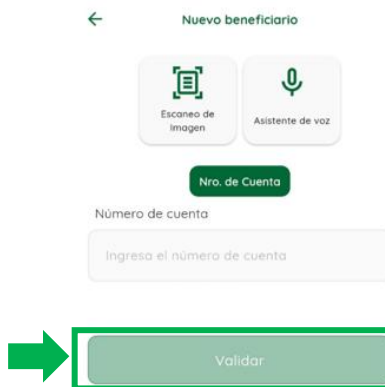 Nuevo beneficiario
Escaneo de
Imagen
Asistente de voz
Nro. de Cuenta
Número de cuenta
Ingresa el número de cuenta
Validar